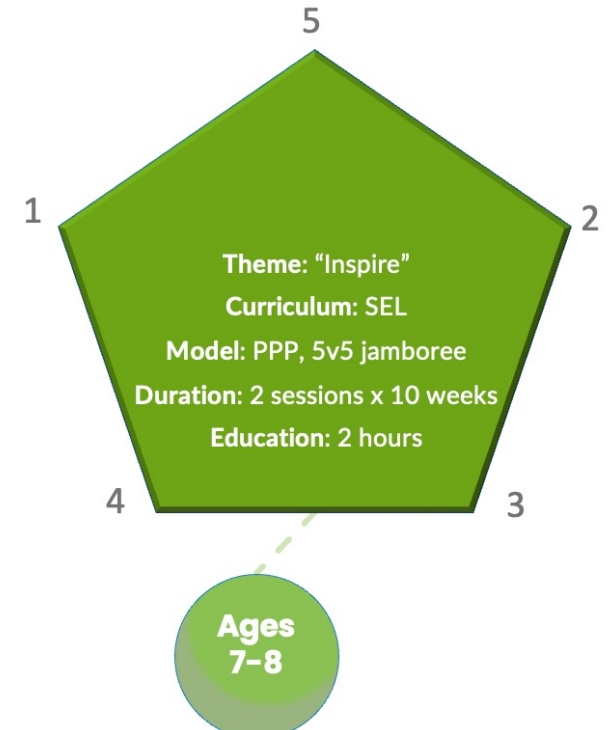 5
1
2
Theme: “Inspire”
Curriculum: SEL
Model: PPP, 5v5 jamboree
Duration: 2 sessions x 10 weeks
Education: 2 hours
4
3
Ages
7-8